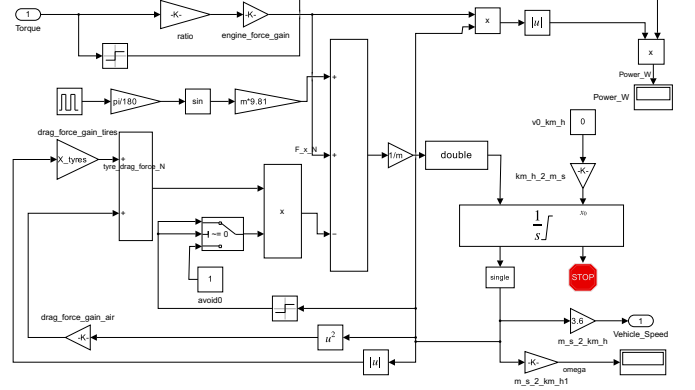 1
Torque
-K-
ratio
-K-
engine_force_gain
x
|u|
x
Power_W
Power_W
pi/180
sin
m*9.81
v0_km_h
0
drag_force_gain_tires
X_tyres
+
tyre_drag_force_N
+
F_x_N
+
+
−
1/m
double
-K-
km_h_2_m_s
x
1
s
x₀
~= 0
1
avoid0
single
STOP
drag_force_gain_air
-K-
u²
|u|
3.6
m_s_2_km_h
1
Vehicle_Speed
-K-
omega
m_s_2_km_h1